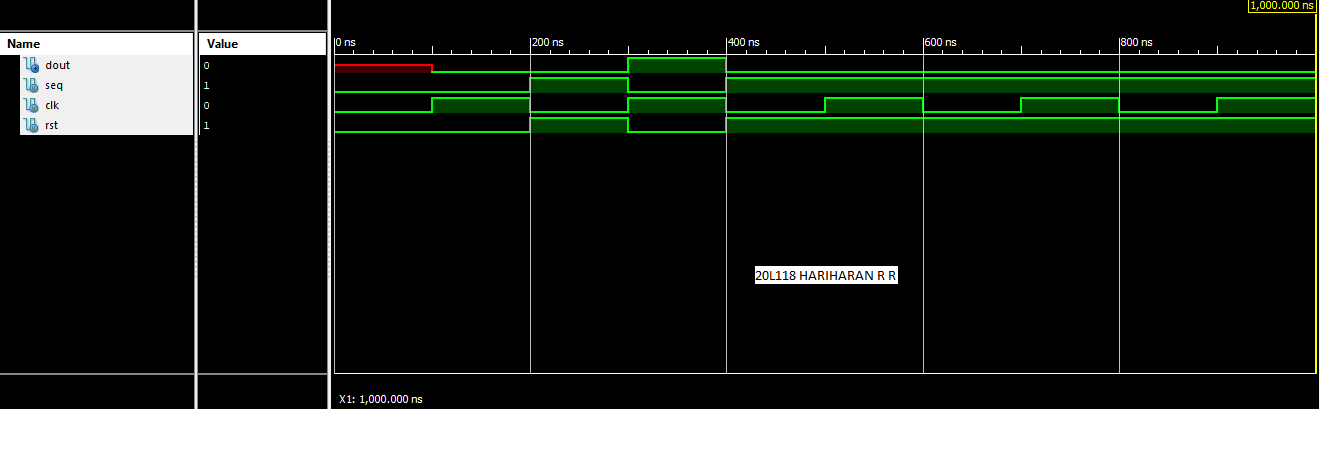 1,000.000 ns
Name Value 0 ns 200 ns 400 ns 600 ns 800 ns
dout 0
seq 1
clk 0
rst 1
20L118 HARIHARAN R R
X1: 1,000.000 ns